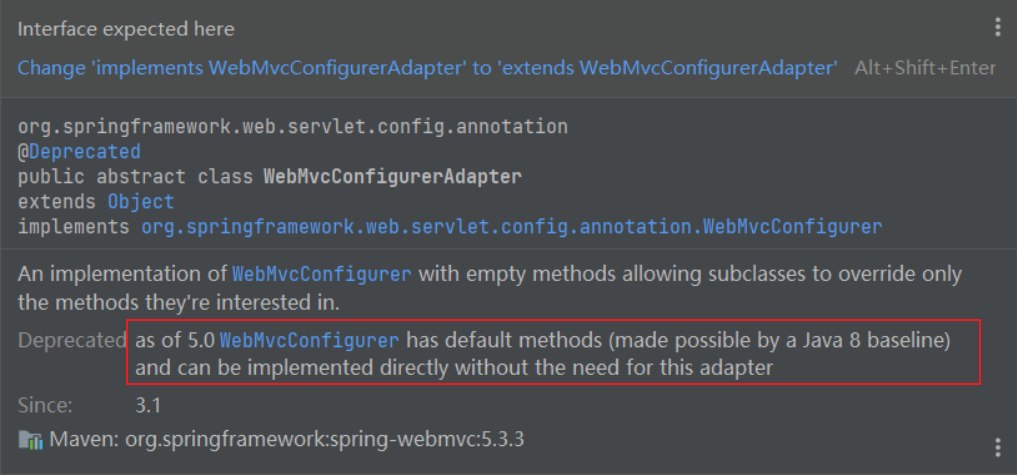 Interface expected here
Change 'implements WebMvcConfigurerAdapter' to 'extends WebMvcConfigurerAdapter' Alt+Shift+Enter
org.springframework.web.servlet.config.annotation
@Deprecated
public abstract class WebMvcConfigurerAdapter
extends Object
implements org.springframework.web.servlet.config.annotation.WebMvcConfigurer
An implementation of WebMvcConfigurer with empty methods allowing subclasses to override only
the methods they're interested in.
Deprecated as of 5.0 WebMvcConfigurer has default methods (made possible by a Java 8 baseline)
and can be implemented directly without the need for this adapter
Since: 3.1
Maven: org.springframework:spring-webmvc:5.3.3